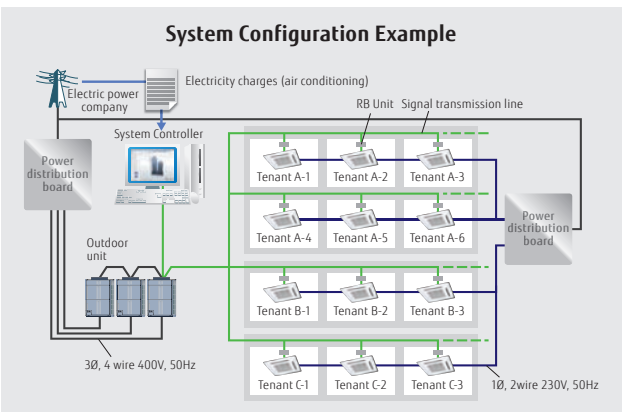 System Configuration Example
Electric power
company
Electricity charges (air conditioning)
RB Unit
Signal transmission line
System Controller
Power
distribution
board
Tenant A-1
Tenant A-2
Tenant A-3
Tenant A-4
Tenant A-5
Tenant A-6
Power
distribution
board
Outdoor
unit
Tenant B-1
Tenant B-2
Tenant B-3
3Ø, 4 wire 400V, 50Hz
Tenant C-1
Tenant C-2
Tenant C-3
1Ø, 2wire 230V, 50Hz